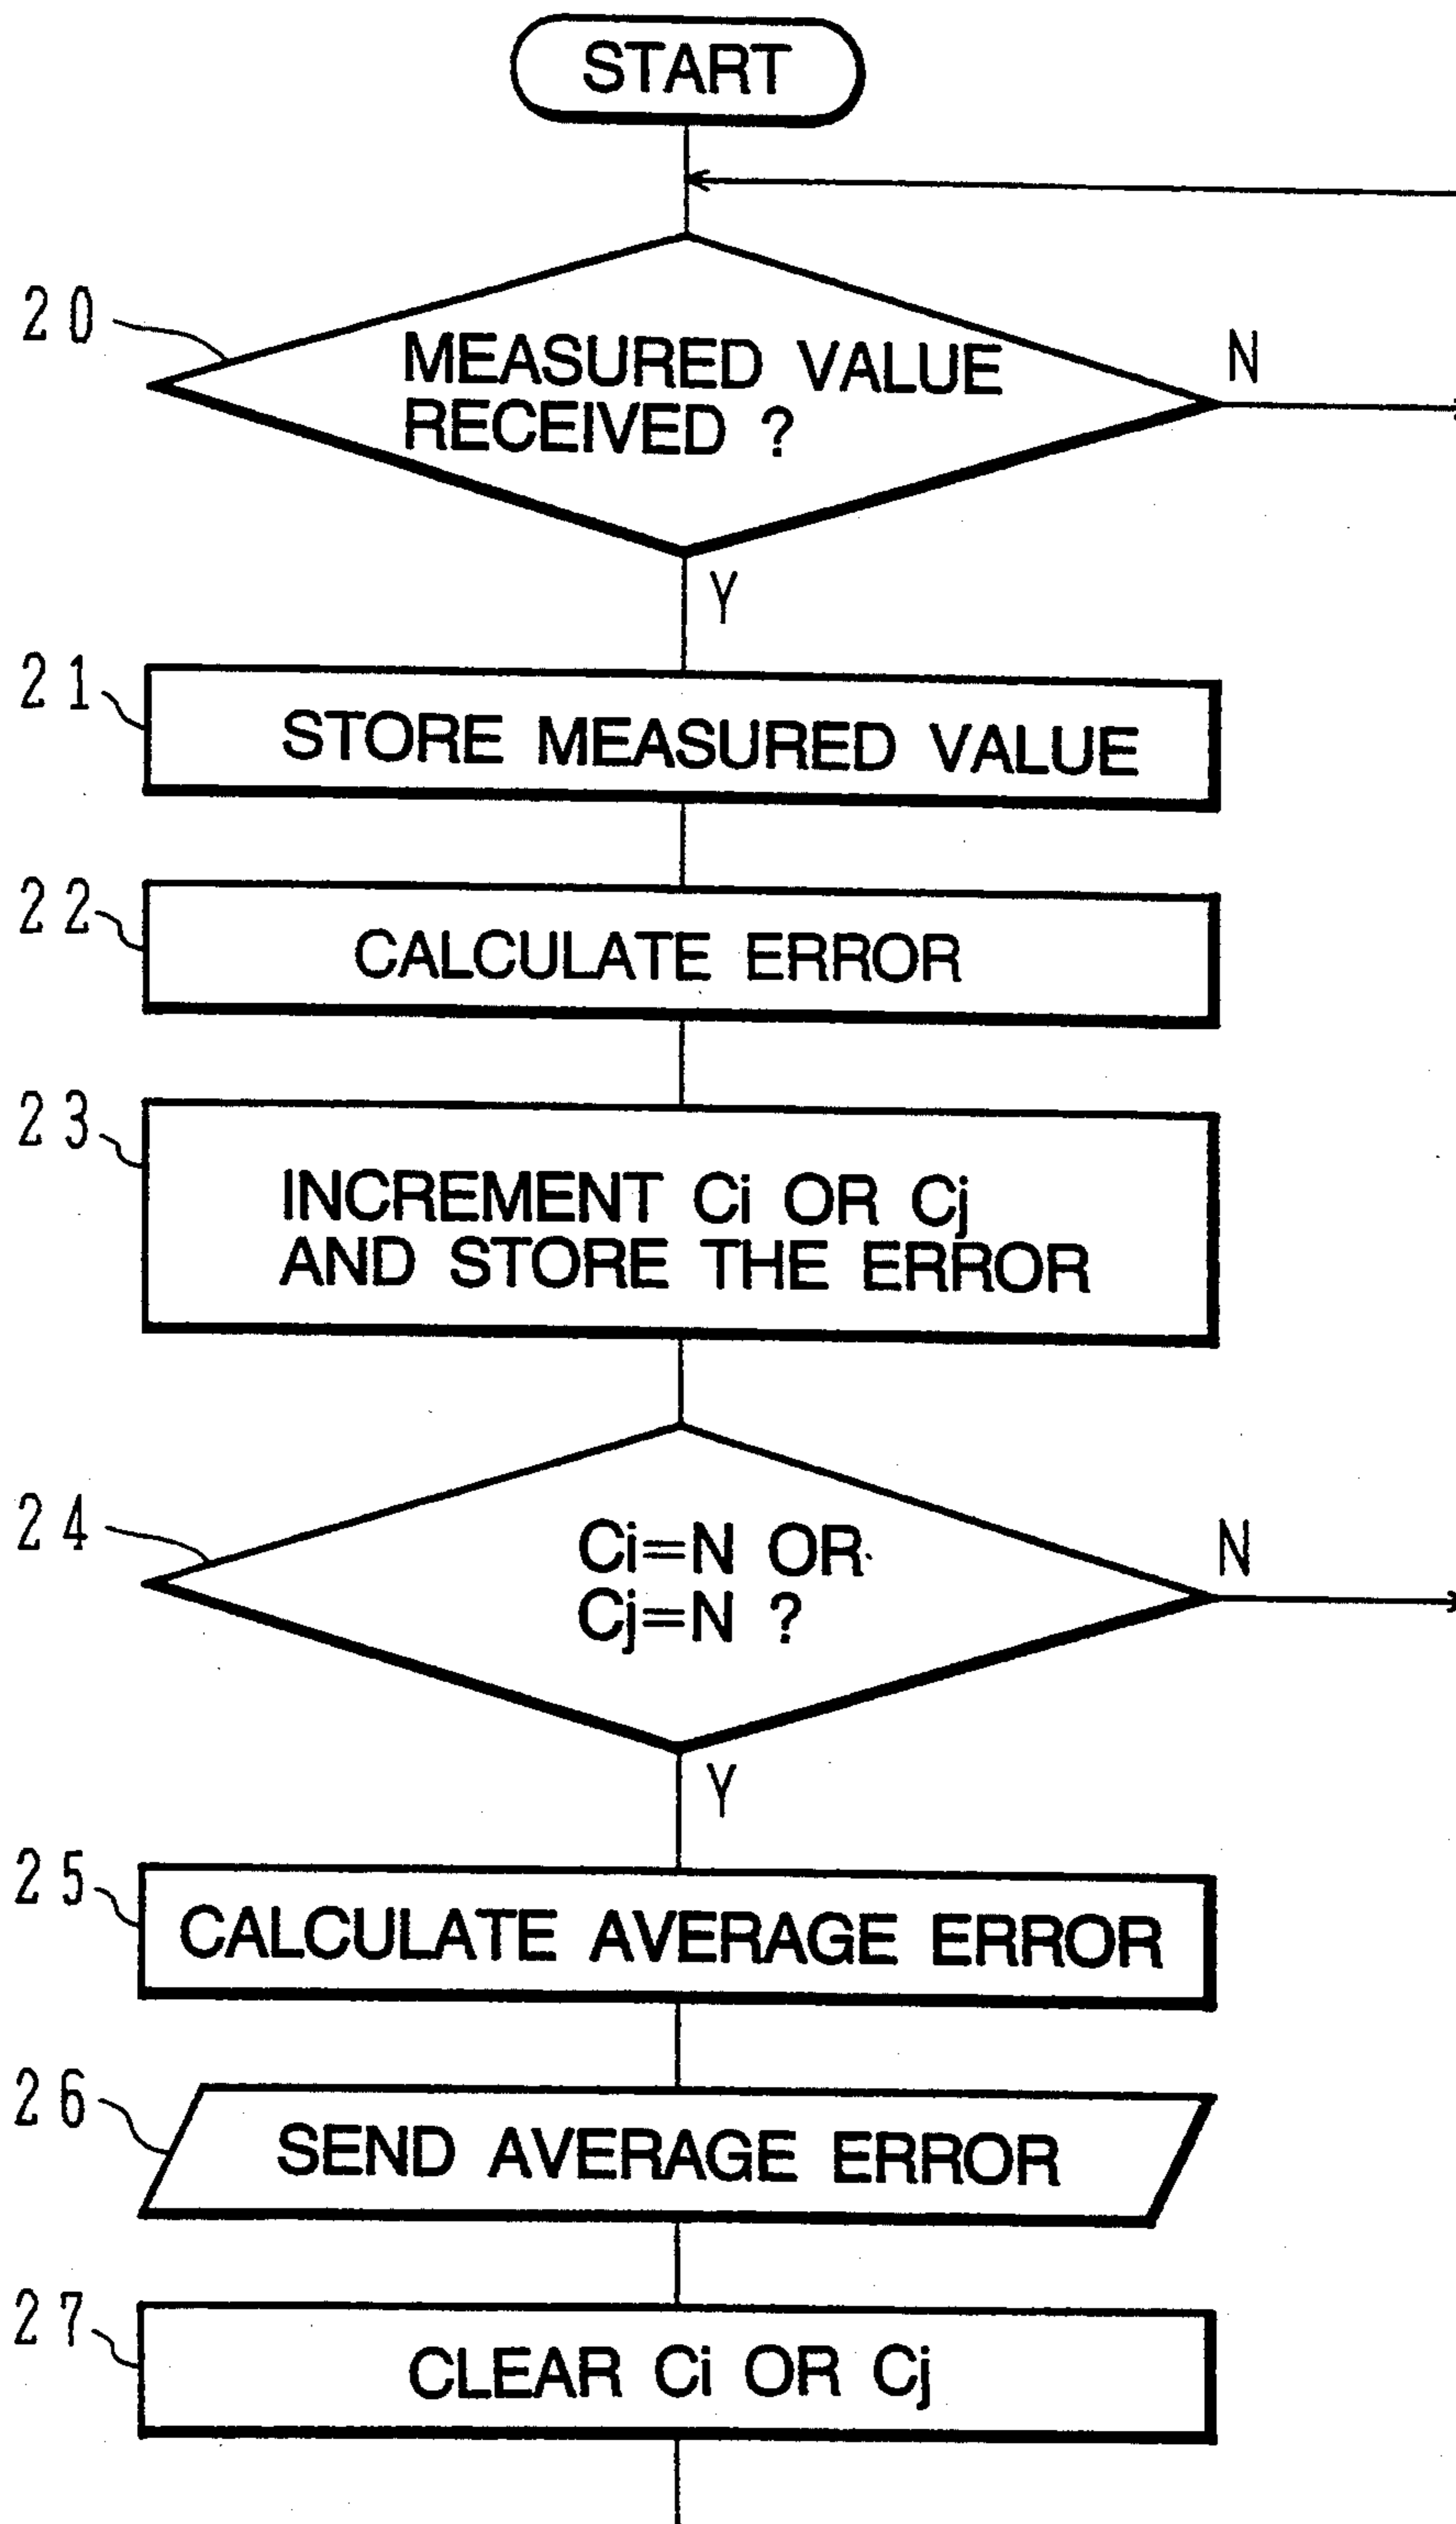 START
20
MEASURED VALUE
RECEIVED ?
N
Y
21
STORE MEASURED VALUE
22
CALCULATE ERROR
23
INCREMENT Ci OR Cj
AND STORE THE ERROR
24
Ci=N OR
Cj=N ?
N
Y
25
CALCULATE AVERAGE ERROR
26
SEND AVERAGE ERROR
27
CLEAR Ci OR Cj